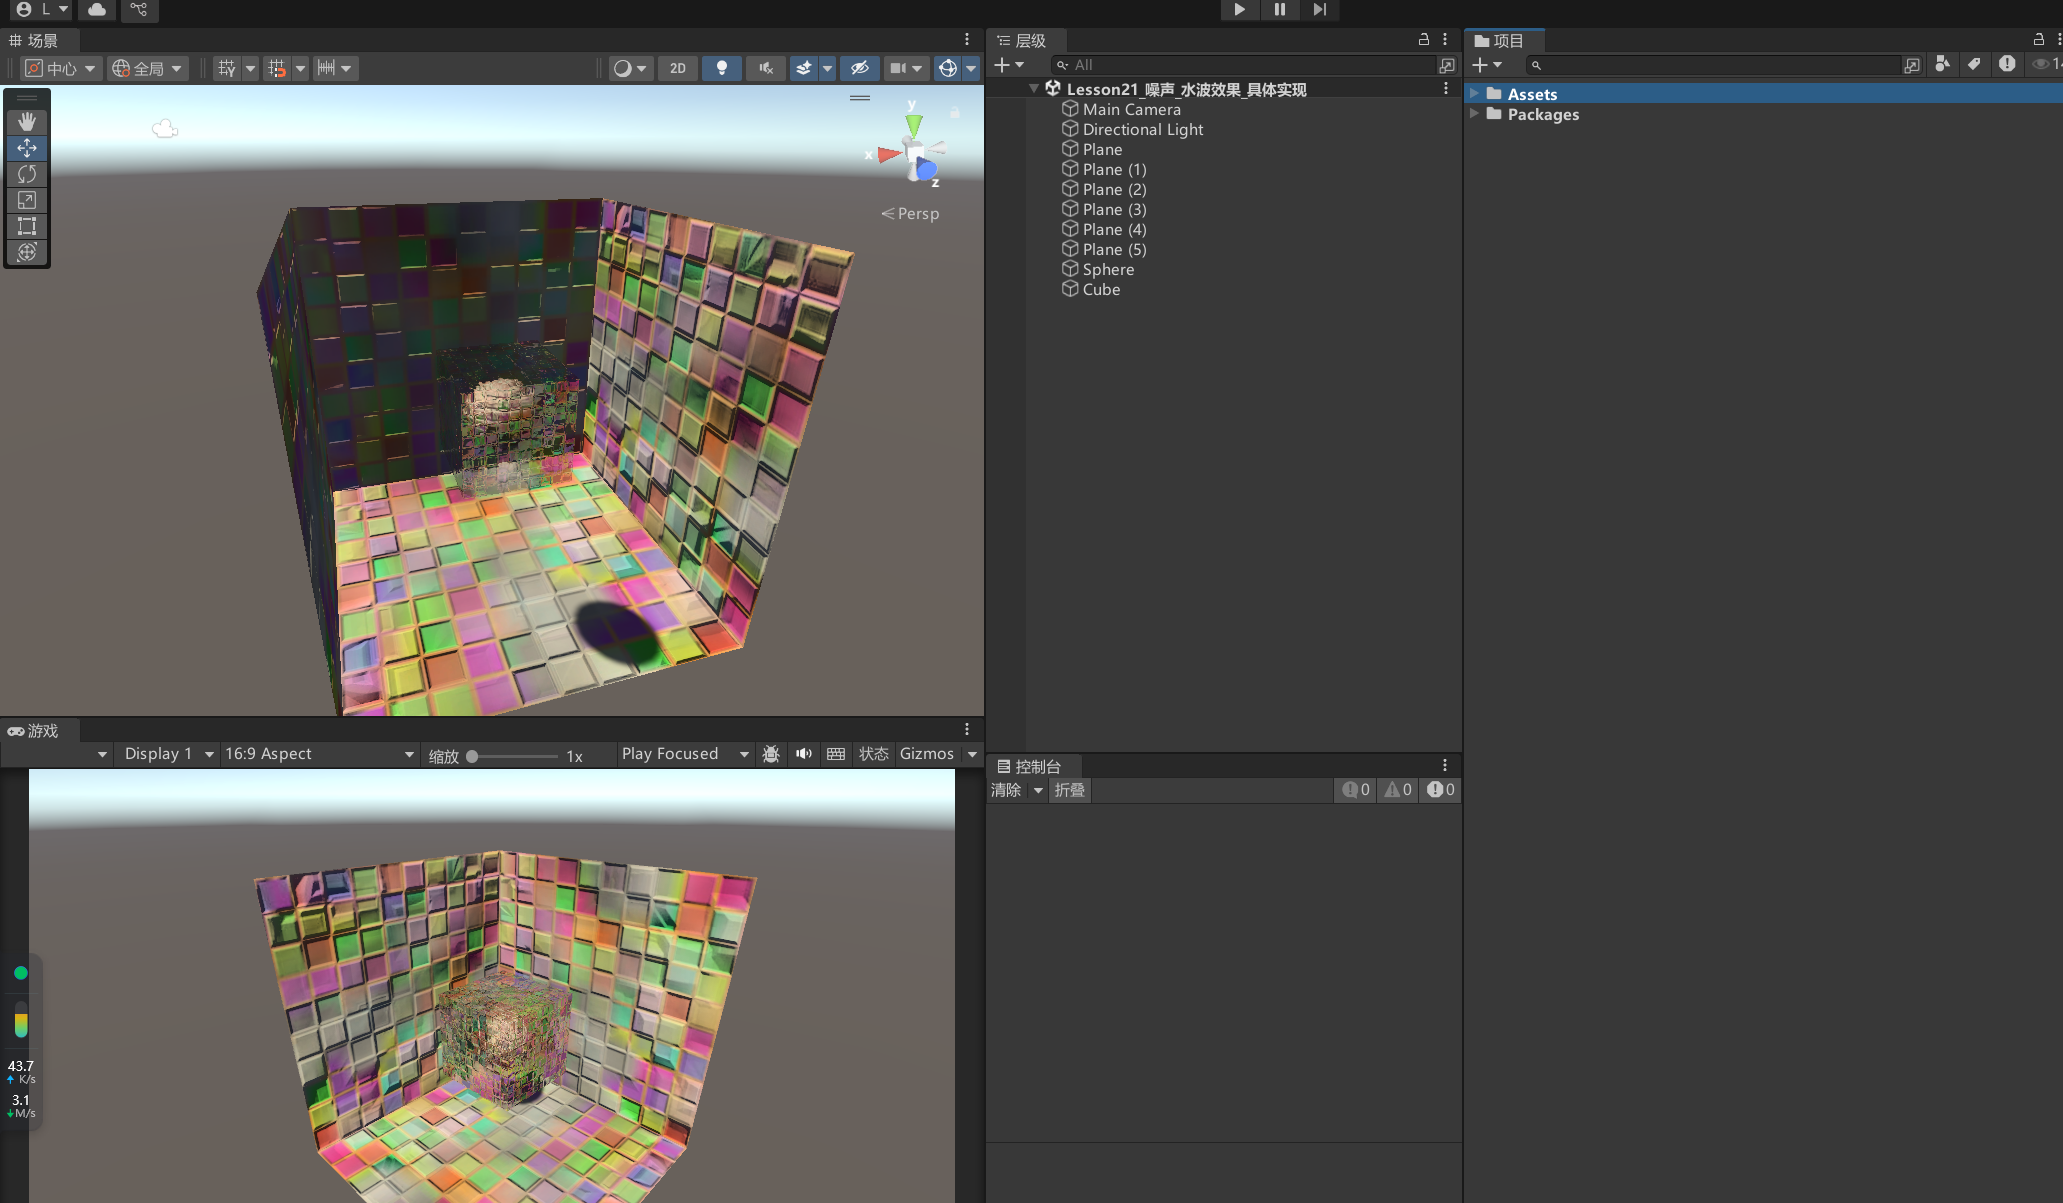 L
场景
中心
全局
2D
y
x
z
Persp
层级
All
Lesson21_噪声_水波效果_具体实现
Main Camera
Directional Light
Plane
Plane (1)
Plane (2)
Plane (3)
Plane (4)
Plane (5)
Sphere
Cube
项目
Assets
Packages
游戏
Display 1
16:9 Aspect
缩放
1x
Play Focused
状态
Gizmos
43.7
K/s
3.1
M/s
控制台
清除
折叠
0
0
0